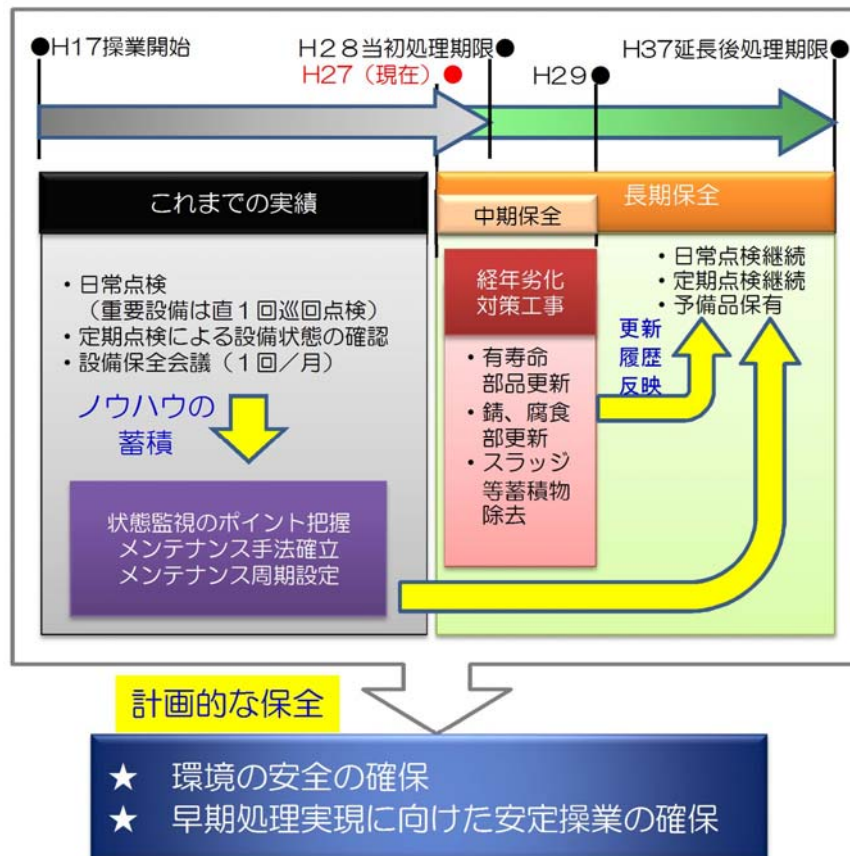 ●H17操業開始
H28当初処理期限●
H27（現在）●
H29●
H37延長後処理期限●
これまでの実績
・日常点検
（重要設備は直１回巡回点検）
・定期点検による設備状態の確認
・設備保全会議（１回／月）
ノウハウの
蓄積
状態監視のポイント把握
メンテナンス手法確立
メンテナンス周期設定
長期保全
中期保全
経年劣化
対策工事
・有寿命
部品更新
・錆、腐食
部更新
・スラッジ
等蓄積物
除去
・日常点検継続
・定期点検継続
・予備品保有
更新
履歴
反映
計画的な保全
★ 環境の安全の確保
★ 早期処理実現に向けた安定操業の確保